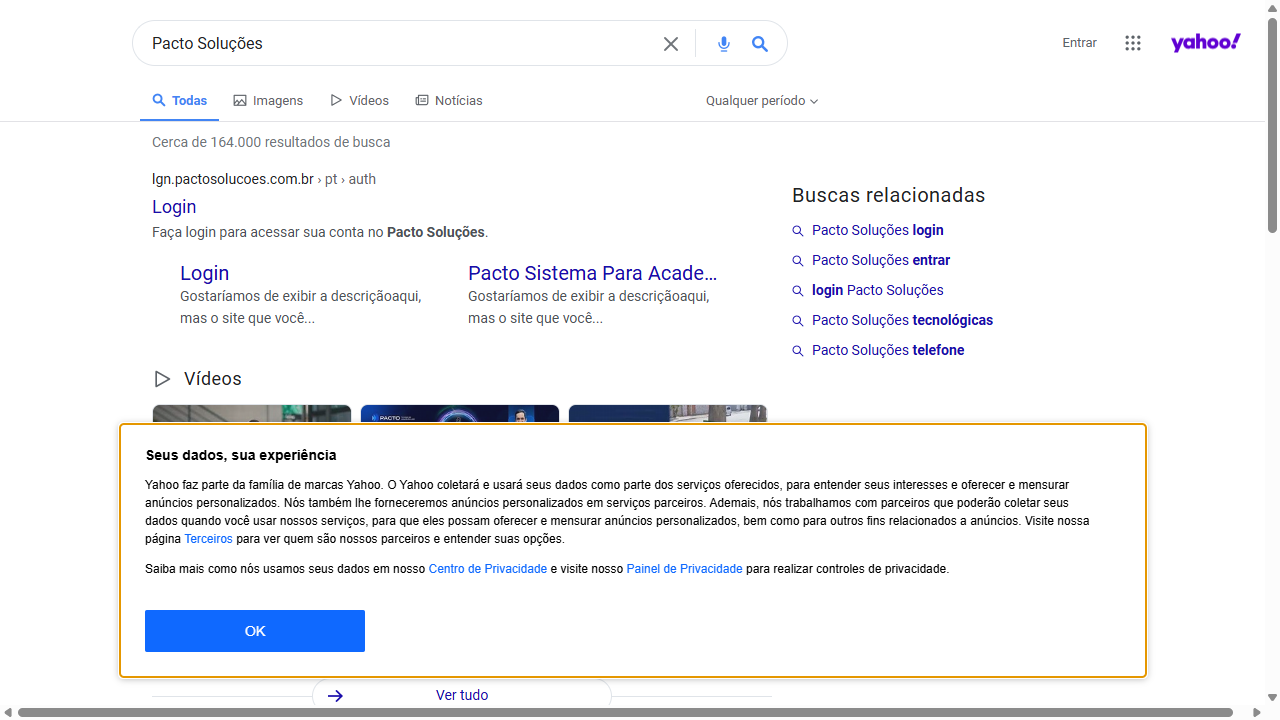 Pacto Soluções
Entrar
yahoo!
Todas
Imagens
Vídeos
Notícias
Qualquer período
Cerca de 164.000 resultados de busca
lgn.pactosolucoes.com.br › pt › auth
Login
Faça login para acessar sua conta no Pacto Soluções.
Login
Gostaríamos de exibir a descriçãoaqui,
mas o site que você...
Pacto Sistema Para Acade...
Gostaríamos de exibir a descriçãoaqui,
mas o site que você...
Buscas relacionadas
Pacto Soluções login
Pacto Soluções entrar
login Pacto Soluções
Pacto Soluções tecnológicas
Pacto Soluções telefone
Vídeos
PACTO
Seus dados, sua experiência
Yahoo faz parte da família de marcas Yahoo. O Yahoo coletará e usará seus dados como parte dos serviços oferecidos, para entender seus interesses e oferecer e mensurar
anúncios personalizados. Nós também lhe forneceremos anúncios personalizados em serviços parceiros. Ademais, nós trabalhamos com parceiros que poderão coletar seus
dados quando você usar nossos serviços, para que eles possam oferecer e mensurar anúncios personalizados, bem como para outros fins relacionados a anúncios. Visite nossa
página Terceiros para ver quem são nossos parceiros e entender suas opções.
Saiba mais como nós usamos seus dados em nosso Centro de Privacidade e visite nosso Painel de Privacidade para realizar controles de privacidade.
OK
Ver tudo